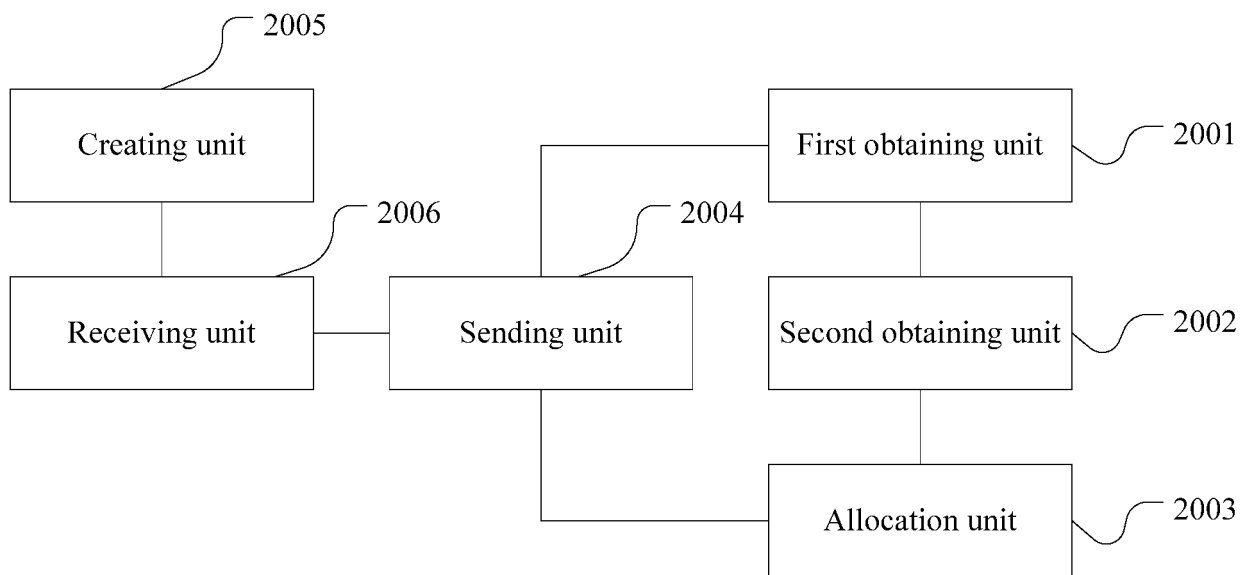 2005
Creating unit
First obtaining unit
2001
2006
2004
Receiving unit
Sending unit
Second obtaining unit
2002
Allocation unit
2003